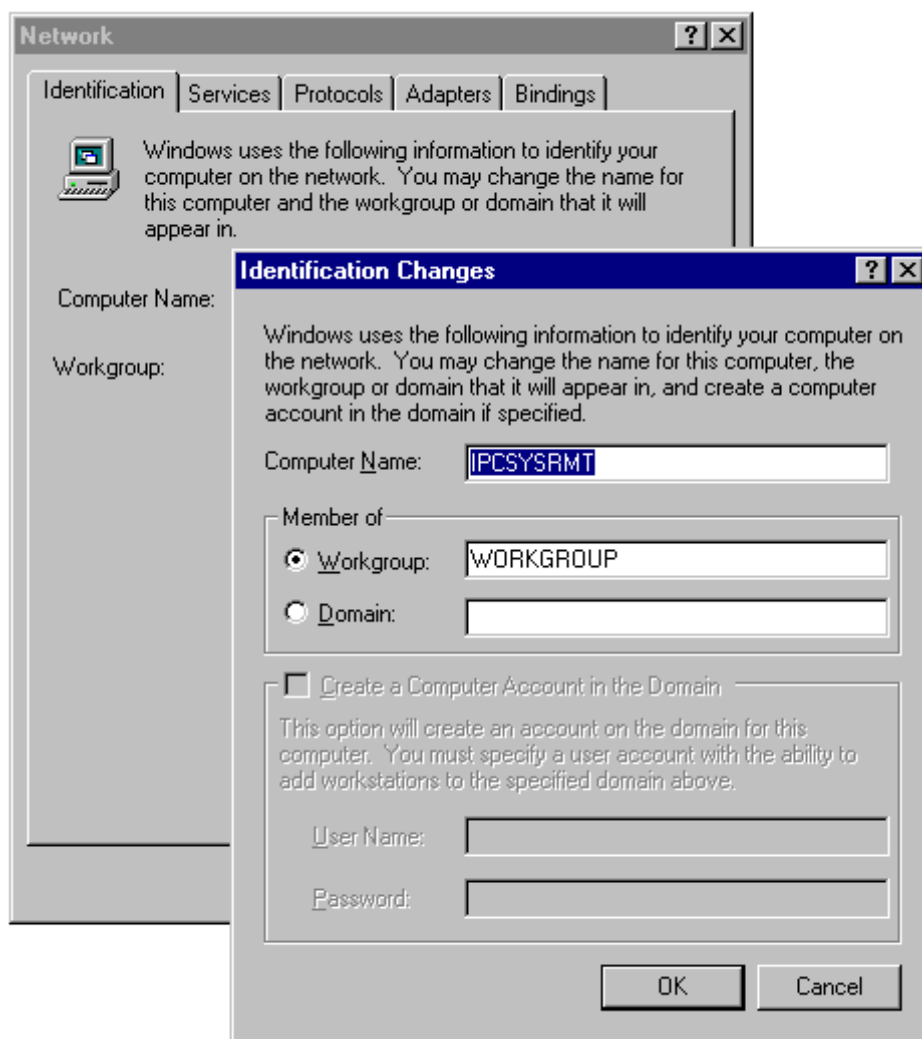 Network
Identification
Services
Protocols
Adapters
Bindings
Windows uses the following information to identify your
computer on the network.  You may change the name for
this computer and the workgroup or domain that it will
appear in.
Computer Name:
Workgroup:
Identification Changes
Windows uses the following information to identify your computer on
the network.  You may change the name for this computer, the
workgroup or domain that it will appear in, and create a computer
account in the domain if specified.
Computer Name: IPCSYSRMT
Member of
Workgroup: WORKGROUP
Domain:
Create a Computer Account in the Domain
This option will create an account on the domain for this
computer.  You must specify a user account with the ability to
add workstations to the specified domain above.
User Name:
Password:
OK
Cancel